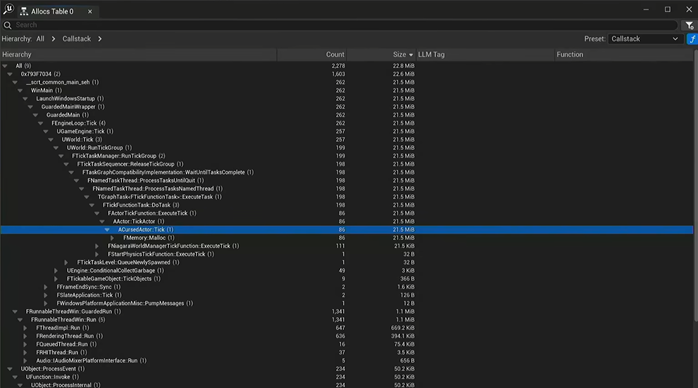 Allocs Table 0
Search
Hierarchy: All Callstack Preset: Callstack
Hierarchy Count Size LLM Tag Function
All (9) 2,278 22.8 MiB
0x793F7034 (2) 1,603 22.6 MiB
__scrt_common_main_seh (1) 262 21.5 MiB
WinMain (1) 262 21.5 MiB
LaunchWindowsStartup (1) 262 21.5 MiB
GuardedMainWrapper (1) 262 21.5 MiB
GuardedMain (1) 262 21.5 MiB
FEngineLoop::Tick (4) 262 21.5 MiB
UGameEngine::Tick (1) 257 21.5 MiB
UWorld::Tick (3) 257 21.5 MiB
UWorld::RunTickGroup (1) 199 21.5 MiB
FTickTaskManager::RunTickGroup (2) 199 21.5 MiB
FTickTaskSequencer::ReleaseTickGroup (1) 198 21.5 MiB
FTaskGraphCompatibilityImplementation::WaitUntilTasksComplete (1) 198 21.5 MiB
FNamedTaskThread::ProcessTasksUntilQuit (1) 198 21.5 MiB
FNamedTaskThread::ProcessTasksNamedThread (1) 198 21.5 MiB
TGraphTask<FTickFunctionTask>::ExecuteTask (1) 198 21.5 MiB
FTickFunctionTask::DoTask (3) 198 21.5 MiB
FActorTickFunction::ExecuteTick (1) 86 21.5 MiB
AActor::TickActor (1) 86 21.5 MiB
ACursedActor::Tick (1) 86 21.5 MiB
FMemory::Malloc (1) 86 21.5 MiB
FNiagaraWorldManagerTickFunction::ExecuteTick (1) 111 21.5 KiB
FStartPhysicsTickFunction::ExecuteTick (1) 1 32 B
FTickTaskLevel::QueueNewlySpawned (1) 1 32 B
UEngine::ConditionalCollectGarbage (1) 49 3 KiB
FTickableGameObject::TickObjects (1) 9 366 B
FFrameEndSync::Sync (1) 2 1.6 KiB
FSlateApplication::Tick (1) 2 126 B
FWindowsPlatformApplicationMisc::PumpMessages (1) 1 12 B
FRunnableThreadWin::GuardedRun (1) 1,341 1.1 MiB
FRunnableThreadWin::Run (5) 1,341 1.1 MiB
FThreadImpl::Run (1) 647 669.2 KiB
FRenderingThread::Run (1) 636 394.1 KiB
FQueuedThread::Run (1) 16 75.4 KiB
FRHIThread::Run (1) 37 3.5 KiB
Audio::IAudioMixerPlatformInterface::Run (1) 5 656 B
UObject::ProcessEvent (1) 234 50.2 KiB
UFunction::Invoke (1) 234 50.2 KiB
UObject::ProcessInternal (1) 234 50.2 KiB